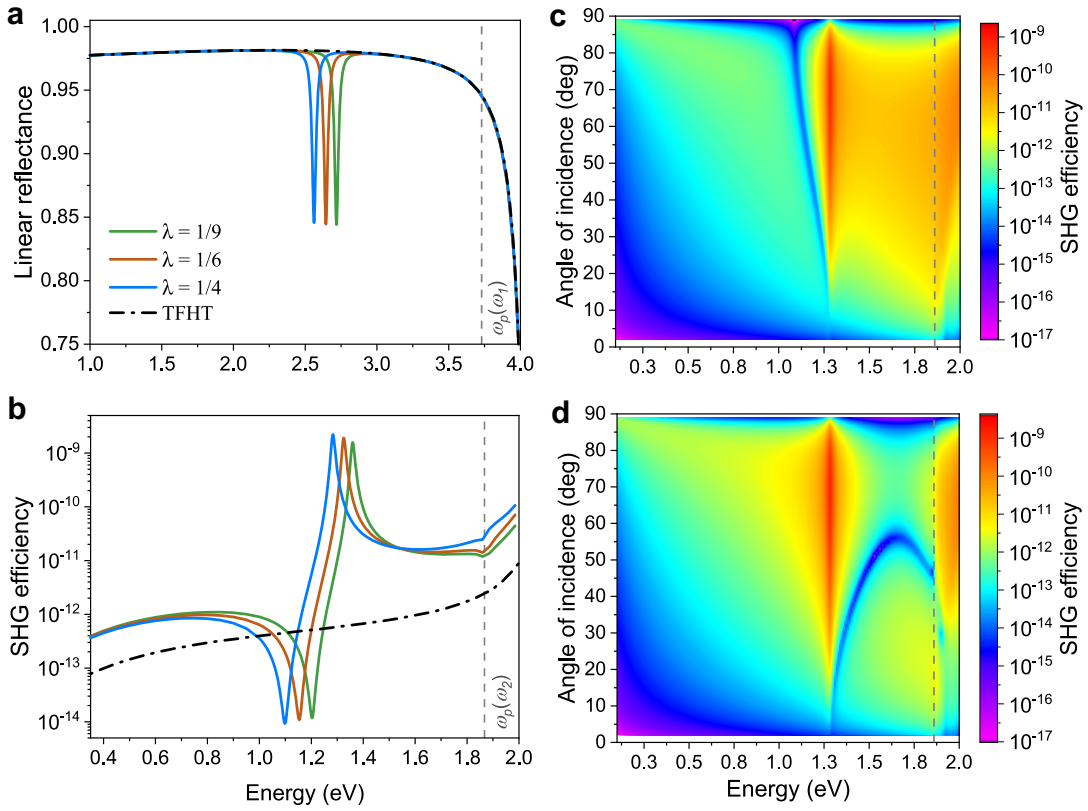 a
1.00
0.95
0.90
0.85
0.80
0.75
Linear reflectance
λ = 1/9
λ = 1/6
λ = 1/4
TFHT
ωp(ω1)
1.0 1.5 2.0 2.5 3.0 3.5 4.0
b
10-9
10-10
10-11
10-12
10-13
10-14
SHG efficiency
ωp(ω2)
0.4 0.6 0.8 1.0 1.2 1.4 1.6 1.8 2.0
Energy (eV)
c
90
80
70
60
50
40
30
20
10
0
Angle of incidence (deg)
0.3 0.5 0.8 1.0 1.3 1.5 1.8 2.0
10-9
10-10
10-11
10-12
10-13
10-14
10-15
10-16
10-17
SHG efficiency
d
90
80
70
60
50
40
30
20
10
0
Angle of incidence (deg)
0.3 0.5 0.8 1.0 1.3 1.5 1.8 2.0
Energy (eV)
10-9
10-10
10-11
10-12
10-13
10-14
10-15
10-16
10-17
SHG efficiency